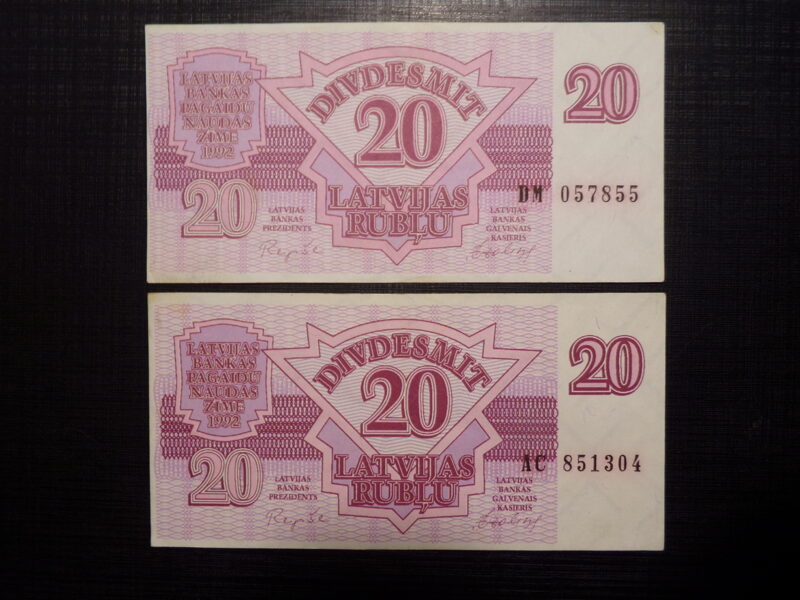 LATVIJAS
BANKAS
PAGAIDU
NAUDAS
ZĪME
1992
DIVDESMIT
20
LATVIJAS
RUBĻU
20
20
DM 057855
LATVIJAS
BANKAS
PREZIDENTS
LATVIJAS
BANKAS
GALVENAIS
KASIERIS
LATVIJAS
BANKAS
PAGAIDU
NAUDAS
ZĪME
1992
DIVDESMIT
20
LATVIJAS
RUBĻU
20
20
AC 851304
LATVIJAS
BANKAS
PREZIDENTS
LATVIJAS
BANKAS
GALVENAIS
KASIERIS